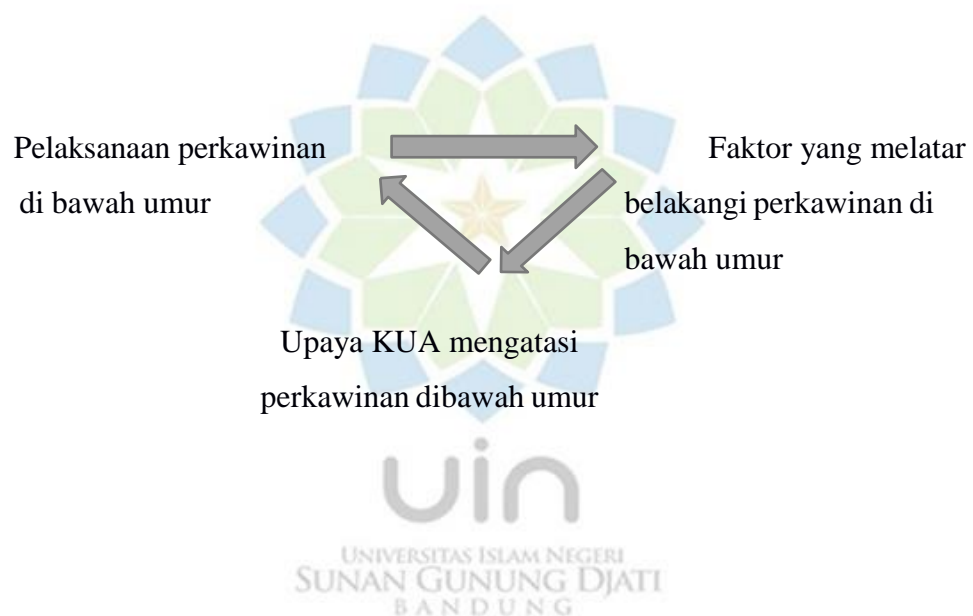 Pelaksanaan perkawinan
di bawah umur
Faktor yang melatar
belakangi perkawinan di
bawah umur
Upaya KUA mengatasi
perkawinan dibawah umur
uin
UNIVERSITAS ISLAM NEGERI
SUNAN GUNUNG DJATI
BANDUNG